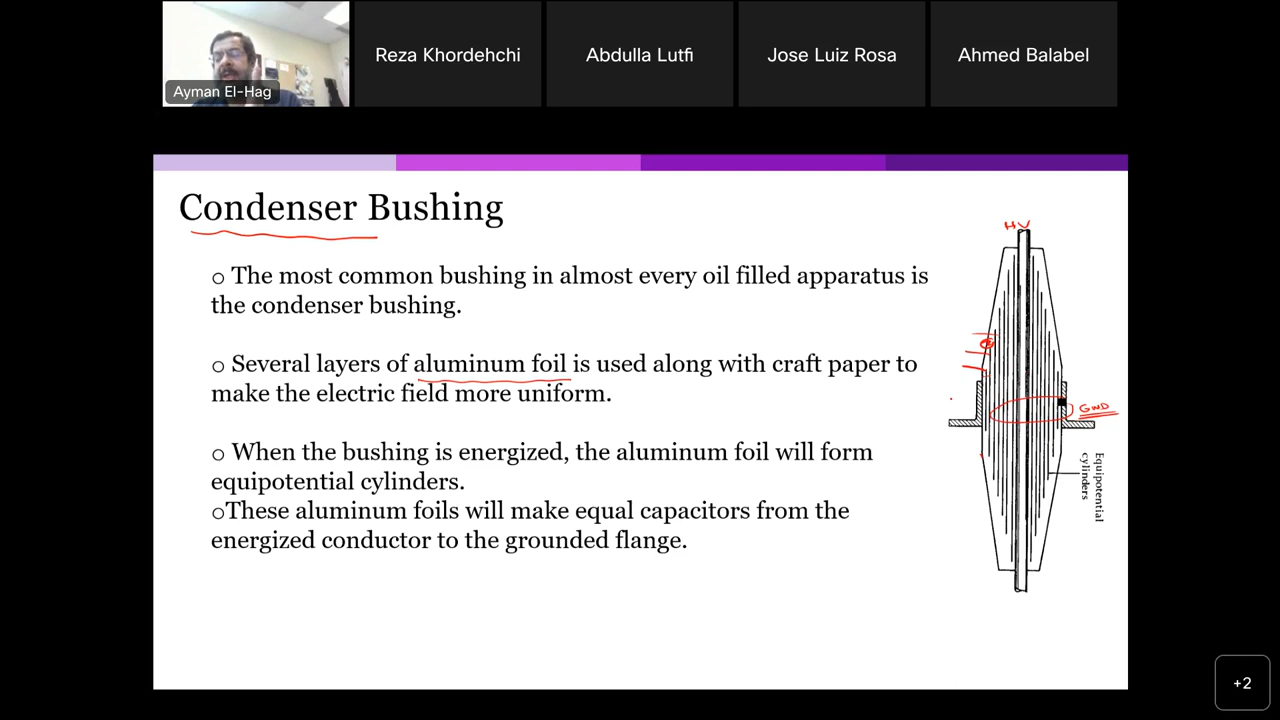 Ayman El-Hag
Reza Khordehchi
Abdulla Lutfi
Jose Luiz Rosa
Ahmed Balabel
Condenser Bushing
o The most common bushing in almost every oil filled apparatus is
the condenser bushing.
o Several layers of aluminum foil is used along with craft paper to
make the electric field more uniform.
o When the bushing is energized, the aluminum foil will form
equipotential cylinders.
oThese aluminum foils will make equal capacitors from the
energized conductor to the grounded flange.
HV
GND
Equipotential
cylinders
+2